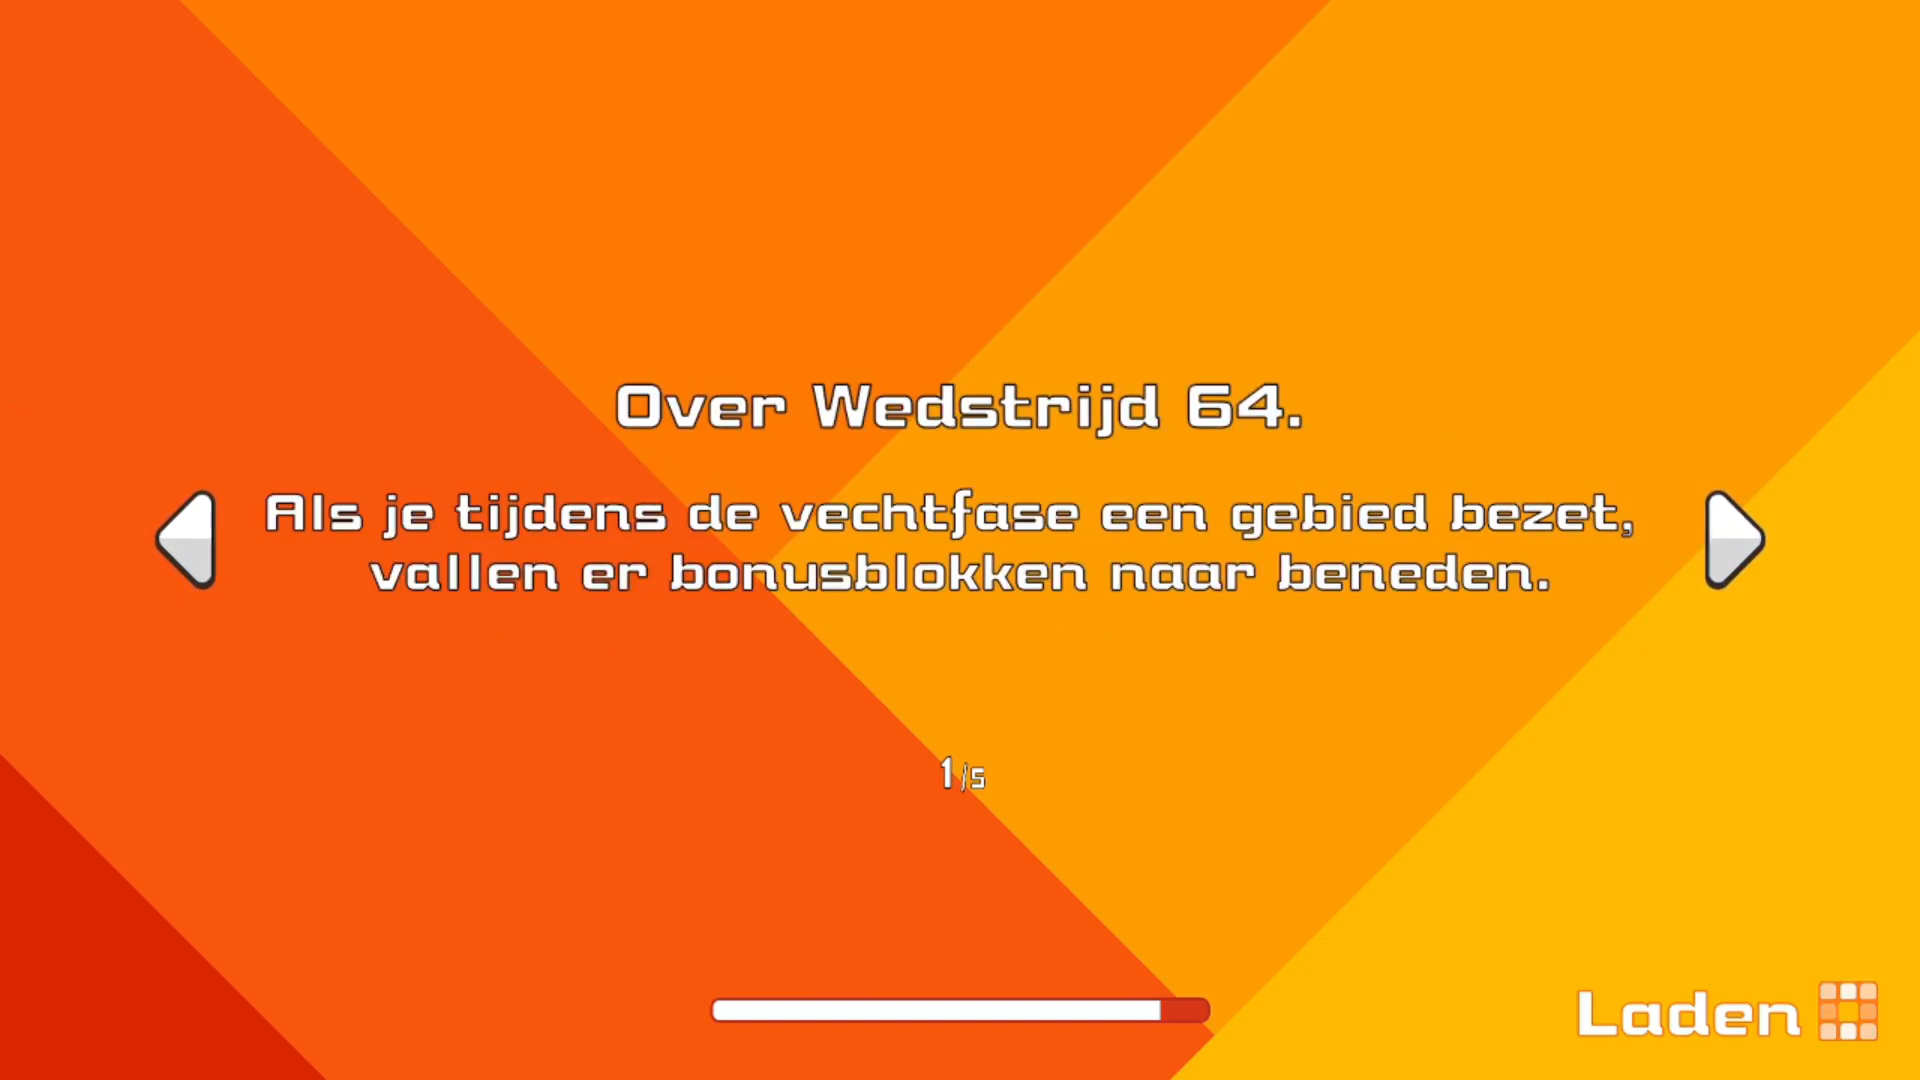 Over Wedstrijd 64.
Als je tijdens de vechtfase een gebied bezet,
vallen er bonusblokken naar beneden.
1/5
Laden